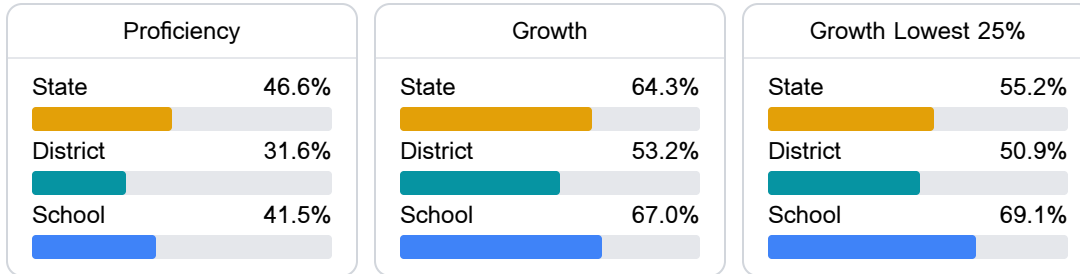 Proficiency
State 46.6%
District 31.6%
School 41.5%
Growth
State 64.3%
District 53.2%
School 67.0%
Growth Lowest 25%
State 55.2%
District 50.9%
School 69.1%